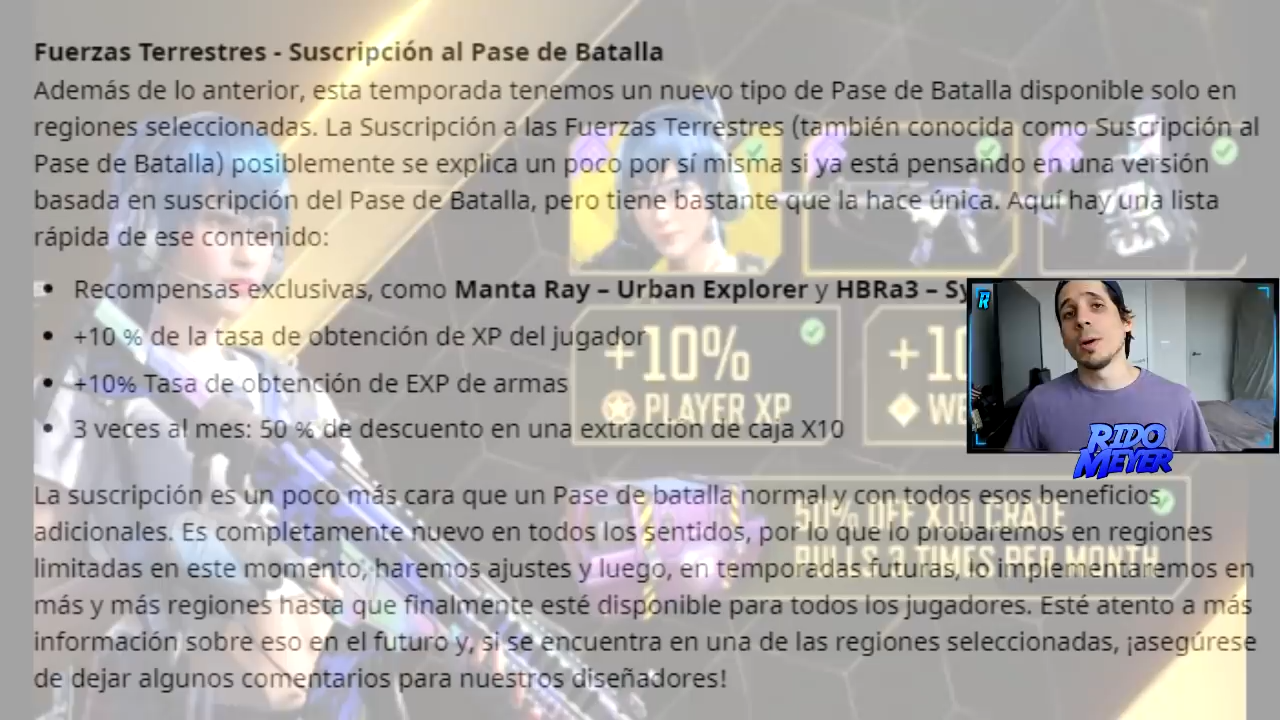 Fuerzas Terrestres - Suscripción al Pase de Batalla
Además de lo anterior, esta temporada tenemos un nuevo tipo de Pase de Batalla disponible solo en
regiones seleccionadas. La Suscripción a las Fuerzas Terrestres (también conocida como Suscripción al
Pase de Batalla) posiblemente se explica un poco por sí misma si ya está pensando en una versión
basada en suscripción del Pase de Batalla, pero tiene bastante que la hace única. Aquí hay una lista
rápida de ese contenido:
• Recompensas exclusivas, como Manta Ray – Urban Explorer y HBRa3 – Sy
• +10 % de la tasa de obtención de XP del jugador
• +10% Tasa de obtención de EXP de armas
• 3 veces al mes: 50 % de descuento en una extracción de caja X10
+10%
PLAYER XP
+10
WE
R
RIDO
MEYER
La suscripción es un poco más cara que un Pase de batalla normal y con todos esos beneficios
adicionales. Es completamente nuevo en todos los sentidos, por lo que lo probaremos en regiones
limitadas en este momento, haremos ajustes y luego, en temporadas futuras, lo implementaremos en
más y más regiones hasta que finalmente esté disponible para todos los jugadores. Esté atento a más
información sobre eso en el futuro y, si se encuentra en una de las regiones seleccionadas, ¡asegúrese
de dejar algunos comentarios para nuestros diseñadores!
50% OFF X10 CRATE
PULLS 3 TIMES PER MONTH